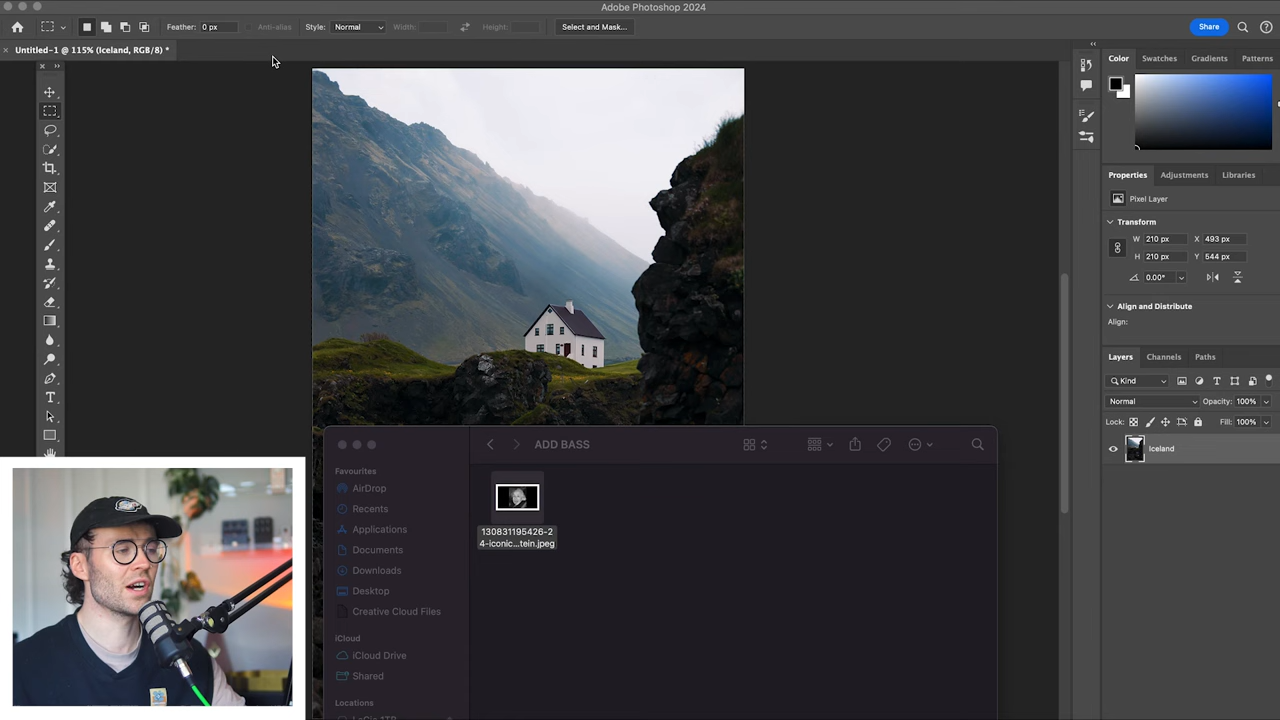 Adobe Photoshop 2024
Feather: 0 px
Anti-alias
Style: Normal
Width:
Height:
Select and Mask...
Share
Untitled-1 @ 115% (Iceland, RGB/8) *
Color Swatches Gradients Patterns
Properties Adjustments Libraries
Pixel Layer
Transform
W 210 px X 493 px
H 210 px Y 544 px
0.00°
Align and Distribute
Align:
Layers Channels Paths
Kind
Normal Opacity: 100%
Lock: Fill: 100%
Iceland
ADD BASS
Favourites
AirDrop
Recents
Applications
Documents
Downloads
Desktop
Creative Cloud Files
iCloud
iCloud Drive
Shared
Locations
LaCie 1TB
130831195426-2
4-iconic...tein.jpeg